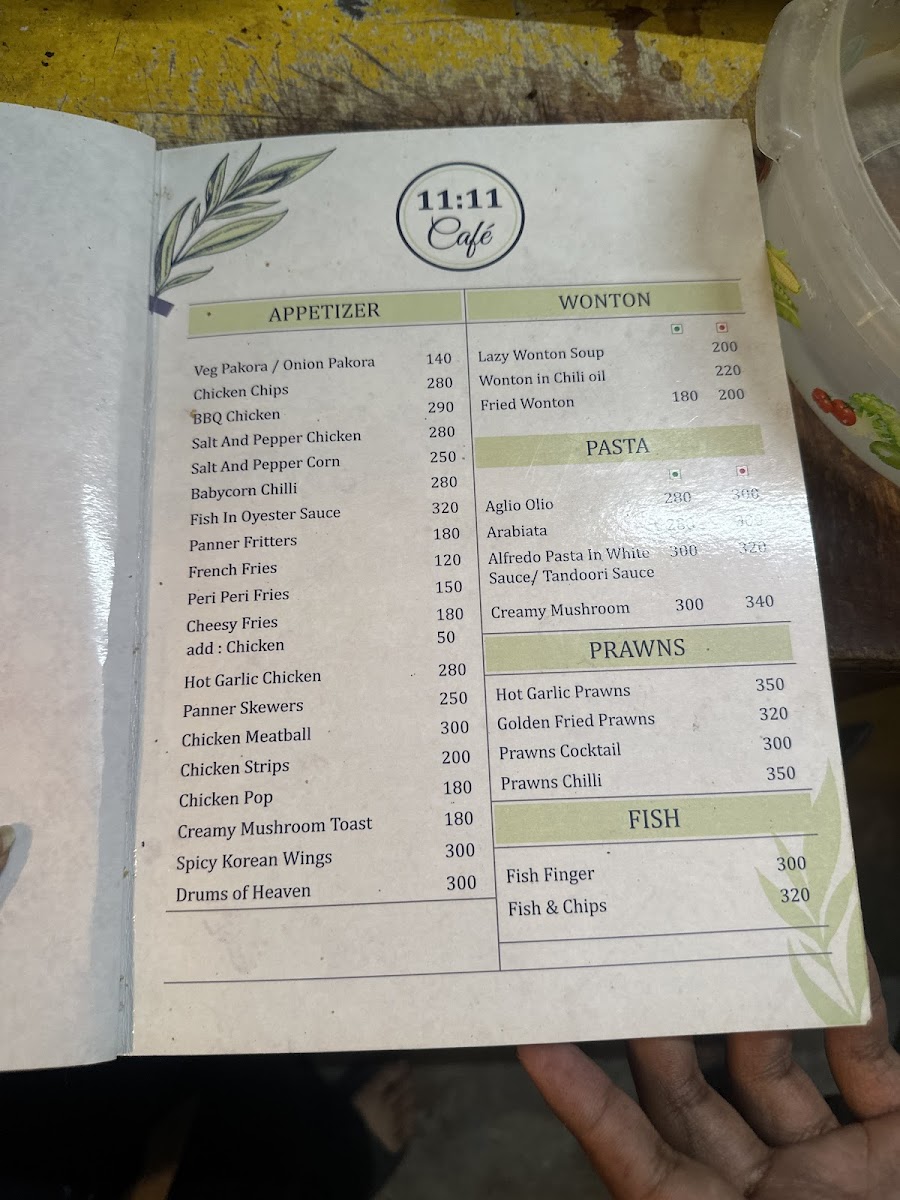 11:11
Café
APPETIZER
Veg Pakora / Onion Pakora 140
Chicken Chips 280
BBQ Chicken 290
Salt And Pepper Chicken 280
Salt And Pepper Corn 250
Babycorn Chilli 280
Fish In Oyester Sauce 320
Panner Fritters 180
French Fries 120
Peri Peri Fries 150
Cheesy Fries 180
add : Chicken 50
Hot Garlic Chicken 280
Panner Skewers 250
Chicken Meatball 300
Chicken Strips 200
Chicken Pop 180
Creamy Mushroom Toast 180
Spicy Korean Wings 300
Drums of Heaven 300
WONTON
Lazy Wonton Soup 200
Wonton in Chili oil 220
Fried Wonton 180 200
PASTA
Aglio Olio 280 300
Arabiata 280
Alfredo Pasta In White 300 320
Sauce/ Tandoori Sauce
Creamy Mushroom 300 340
PRAWNS
Hot Garlic Prawns 350
Golden Fried Prawns 320
Prawns Cocktail 300
Prawns Chilli 350
FISH
Fish Finger 300
Fish & Chips 320